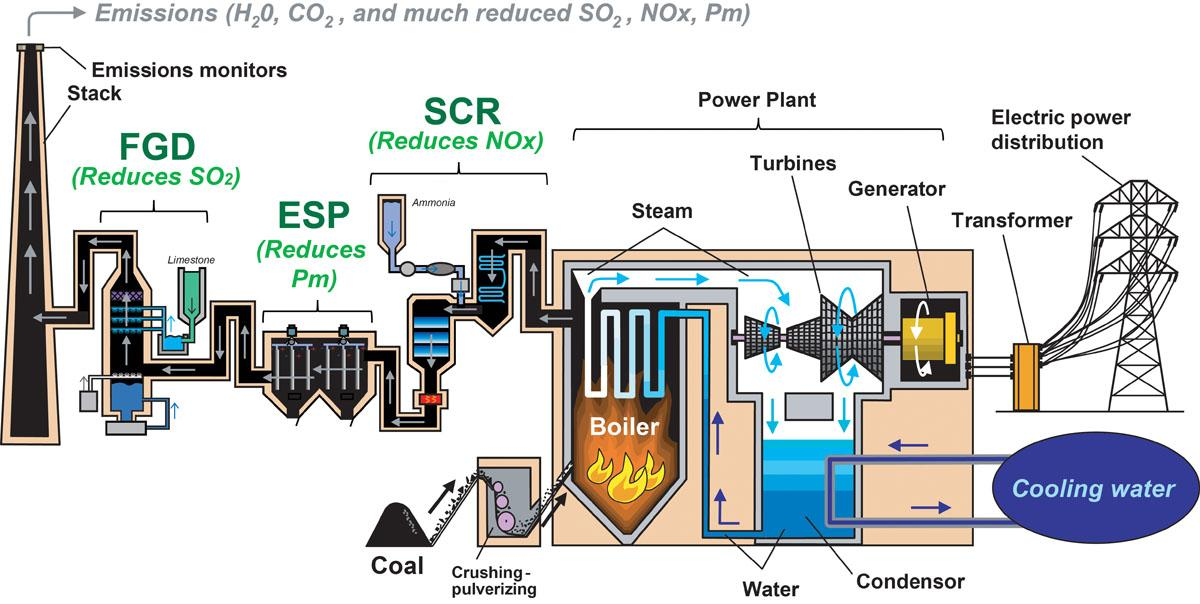 Emissions (H20, CO2 , and much reduced SO2 , NOx, Pm)
Emissions monitors
Stack
FGD
(Reduces SO2)
Limestone
ESP
(Reduces
Pm)
SCR
(Reduces NOx)
Ammonia
Power Plant
Steam
Turbines
Generator
Transformer
Electric power
distribution
Boiler
Cooling water
Coal
Crushing-
pulverizing
Water
Condensor